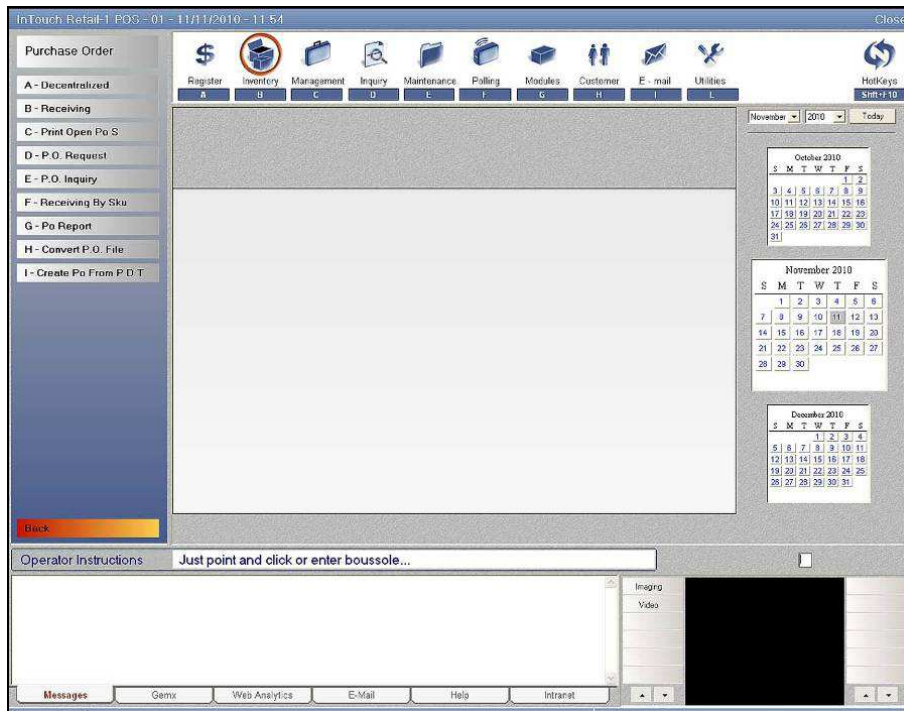 InTouch Retail-1 POS - 01 - 11/11/2010 - 11:54 Close
Purchase Order
A - Decentralized
B - Receiving
C - Print Open Po S
D - P.O. Request
E - P.O. Inquiry
F - Receiving By Sku
G - Po Report
H - Convert P.O. File
I - Create Po From P D T
Back
Register Inventory Management Inquiry Maintenance Polling Modules Customer E - mail Utilities HotKeys
A B C D E F G H I L Shft+F10
November 2010 Today
October 2010
S M T W T F S
1 2
3 4 5 6 7 8 9
10 11 12 13 14 15 16
17 18 19 20 21 22 23
24 25 26 27 28 29 30
31
November 2010
S M T W T F S
1 2 3 4 5 6
7 8 9 10 11 12 13
14 15 16 17 18 19 20
21 22 23 24 25 26 27
28 29 30
December 2010
S M T W T F S
1 2 3 4
5 6 7 8 9 10 11
12 13 14 15 16 17 18
19 20 21 22 23 24 25
26 27 28 29 30 31
Operator Instructions Just point and click or enter boussole...
Imaging
Video
Messages Gemx Web Analytics E-Mail Help Intranet